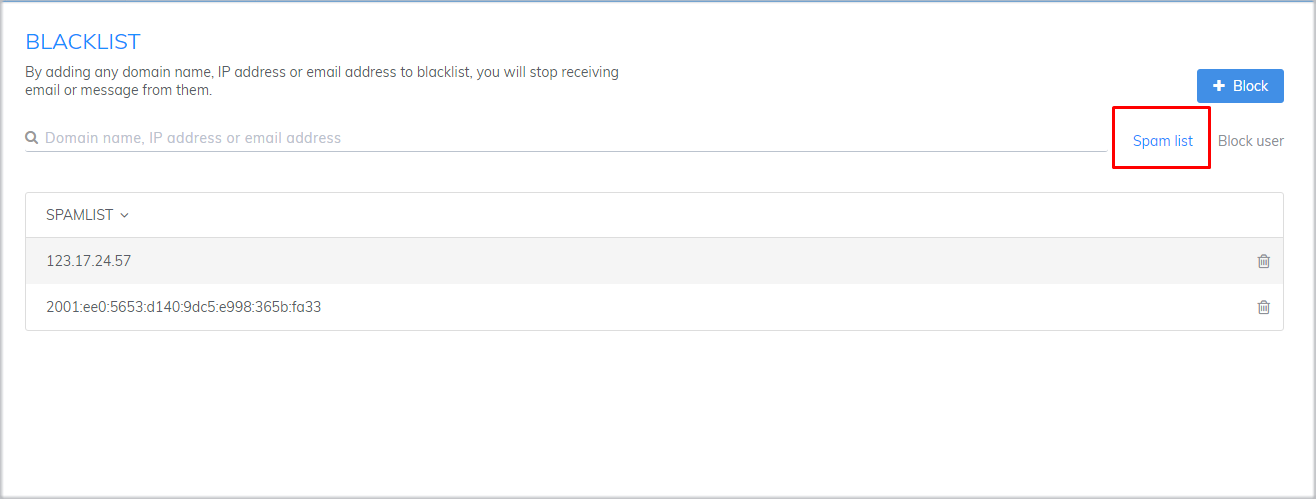 BLACKLIST
By adding any domain name, IP address or email address to blacklist, you will stop receiving
email or message from them.
Block
Domain name, IP address or email address
Spam list
Block user
SPAMLIST
123.17.24.57
2001:ee0:5653:d140:9dc5:e998:365b:fa33